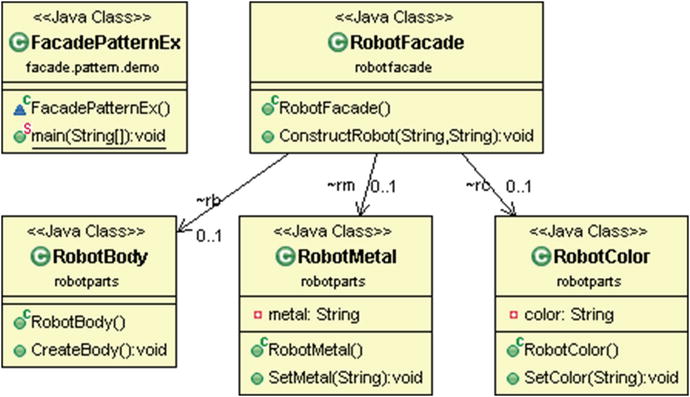 <<Java Class>>
FacadePatternEx
facade.pattern.demo
FacadePatternEx()
main(String[]):void
<<Java Class>>
RobotFacade
robotfacade
RobotFacade()
ConstructRobot(String,String):void
~rb
0..1
~rm
0..1
~rc
0..1
<<Java Class>>
RobotBody
robotparts
RobotBody()
CreateBody():void
<<Java Class>>
RobotMetal
robotparts
metal: String
RobotMetal()
SetMetal(String):void
<<Java Class>>
RobotColor
robotparts
color: String
RobotColor()
SetColor(String):void